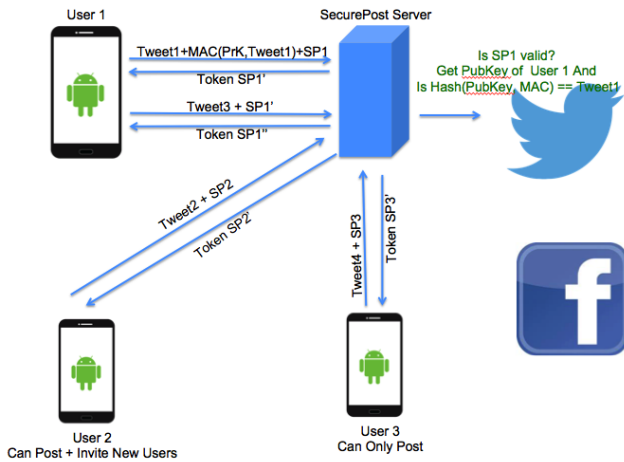 User 1
SecurePost Server
Tweet1+MAC(PrK,Tweet1)+SP1
Token SP1'
Tweet3 + SP1'
Token SP1"
Is SP1 valid?
Get PubKey of User 1 And
Is Hash(PubKey, MAC) == Tweet1
Tweet2 + SP2
Token SP2'
Tweet4 + SP3
Token SP3'
User 2
Can Post + Invite New Users
User 3
Can Only Post